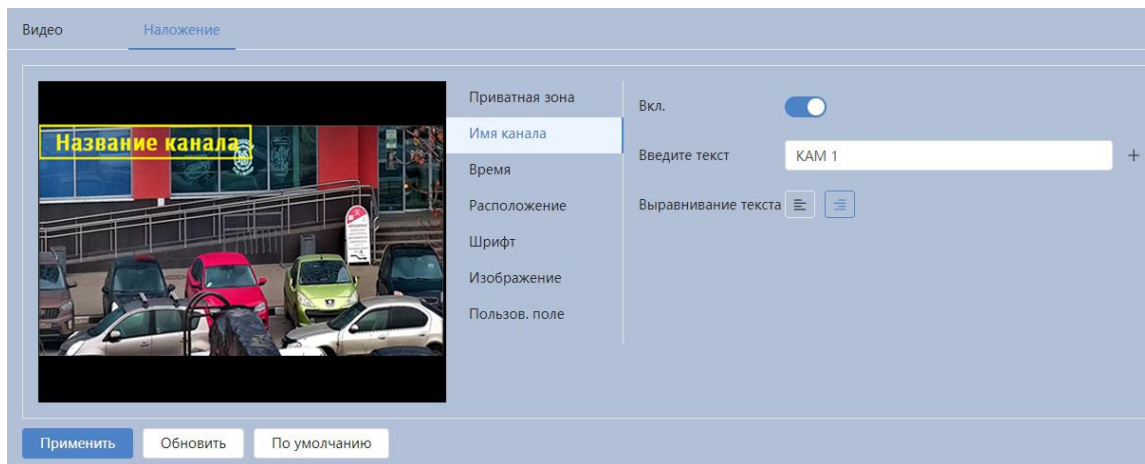 Видео Наложение
Название канала
Приватная зона
Имя канала
Время
Расположение
Шрифт
Изображение
Пользов. поле
Вкл.
Введите текст КАМ 1 +
Выравнивание текста
Применить Обновить По умолчанию